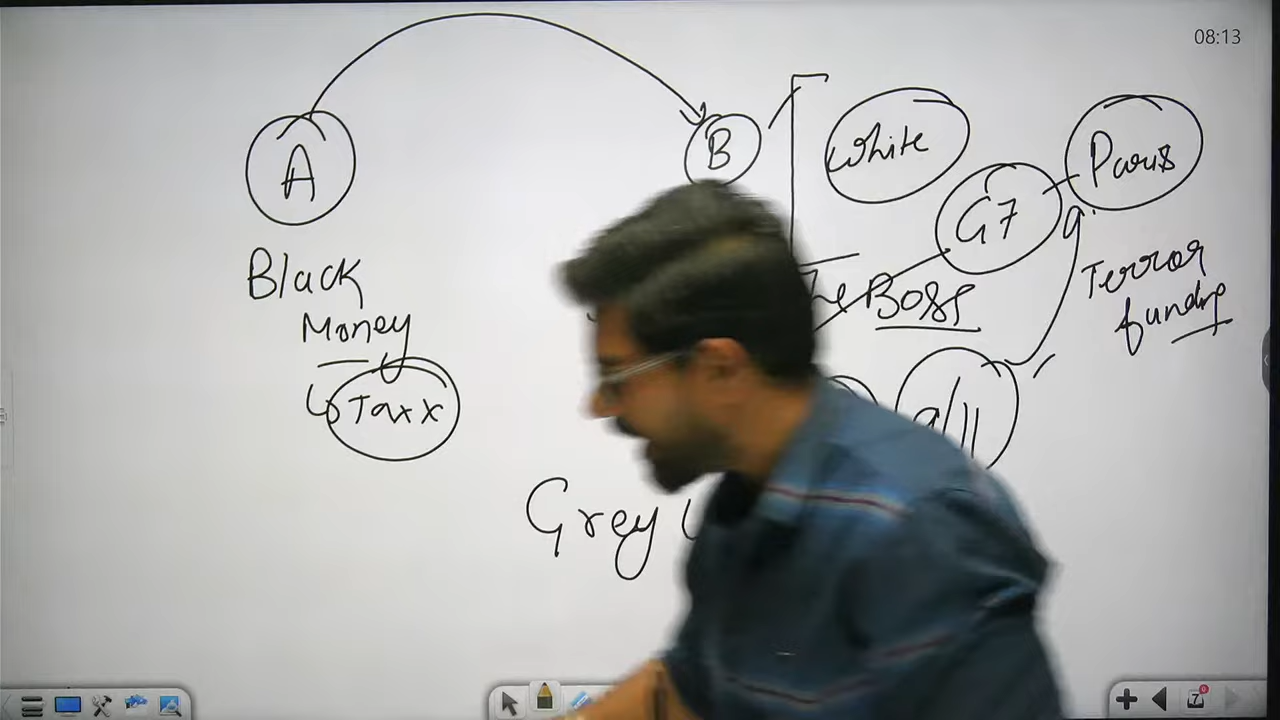 08:13
A
B
White
G7
Paris
Black
Money
Taxx
Boss
Terror
funding
9/11
Grey